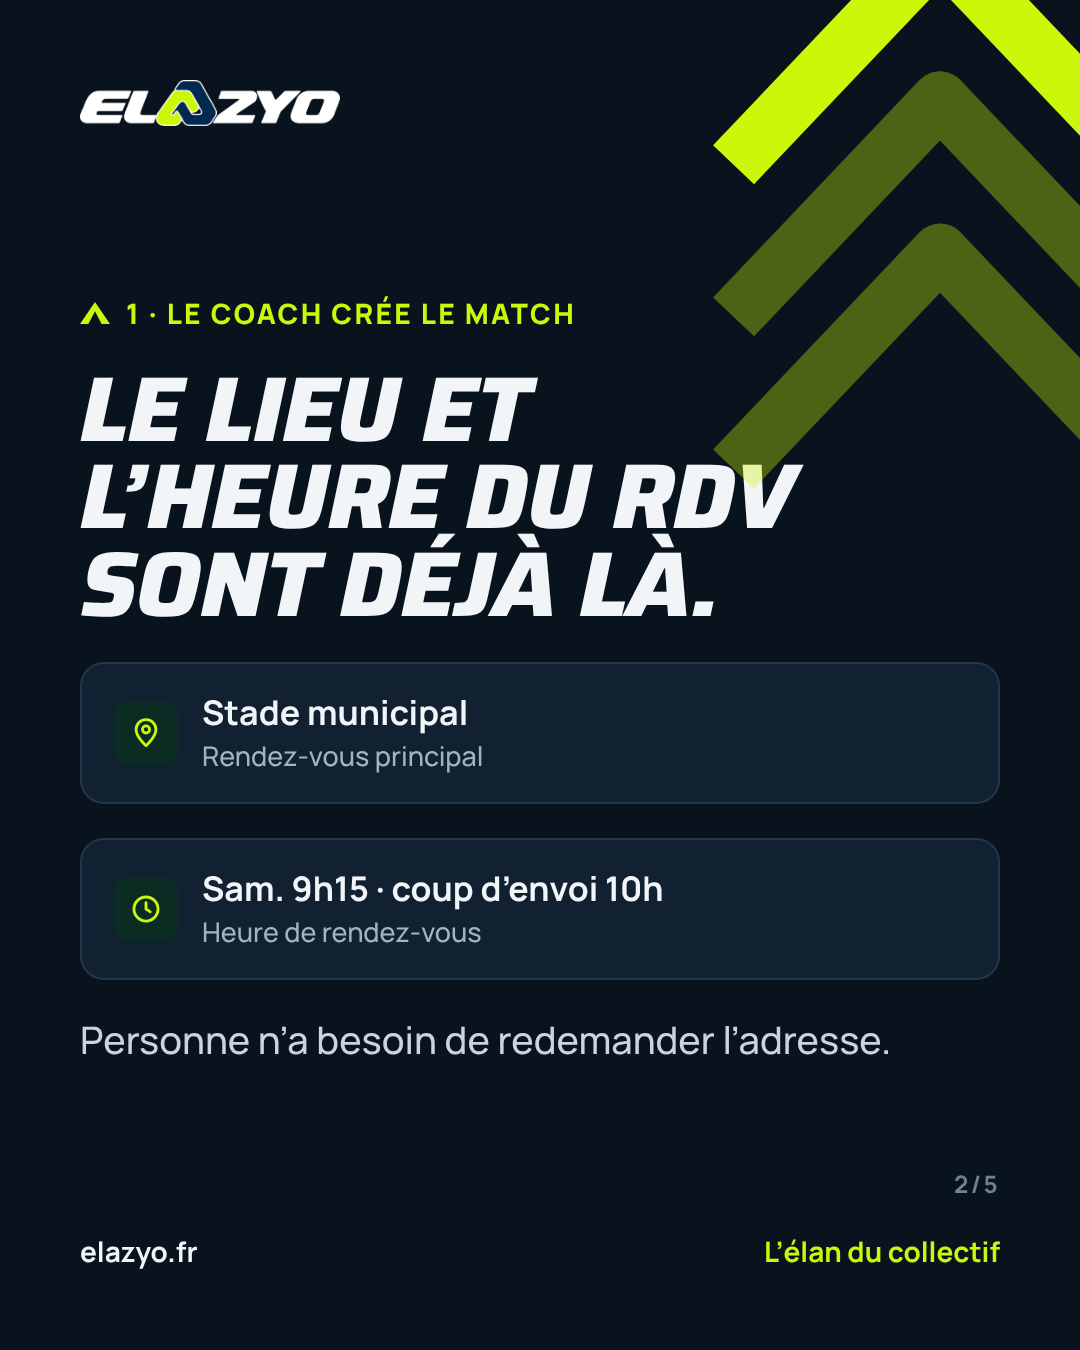 ELAZYO
1 · LE COACH CRÉE LE MATCH
LE LIEU ET
L’HEURE DU RDV
SONT DÉJÀ LÀ.
Stade municipal
Rendez-vous principal
Sam. 9h15 · coup d’envoi 10h
Heure de rendez-vous
Personne n’a besoin de redemander l’adresse.
2/5
elazyo.fr
L’élan du collectif